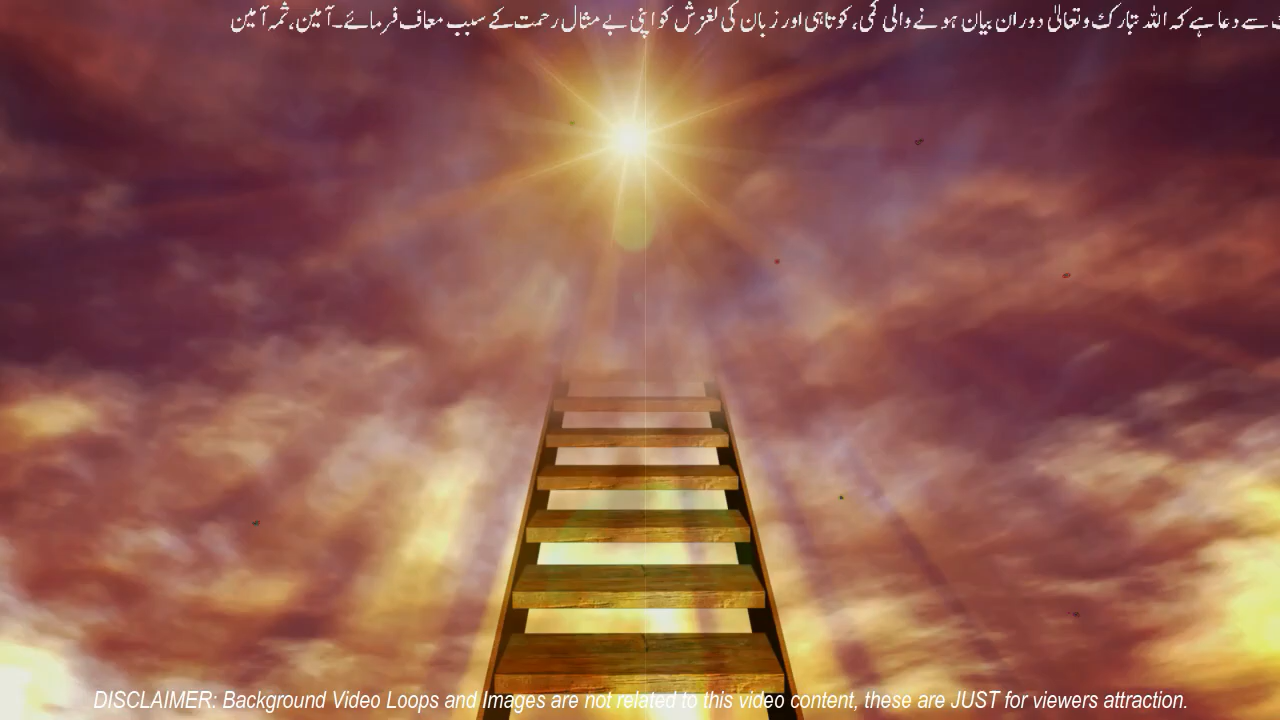 سے دعا ہے کہ اللہ تبارک وتعالیٰ دوران بیان ہونے والی کمی، کوتاہی اور زبان کی لغزش کو اپنی بے مثال رحمت کے سبب معاف فرمائے۔ آمین، ثمہ آمین
DISCLAIMER: Background Video Loops and Images are not related to this video content, these are JUST for viewers attraction.